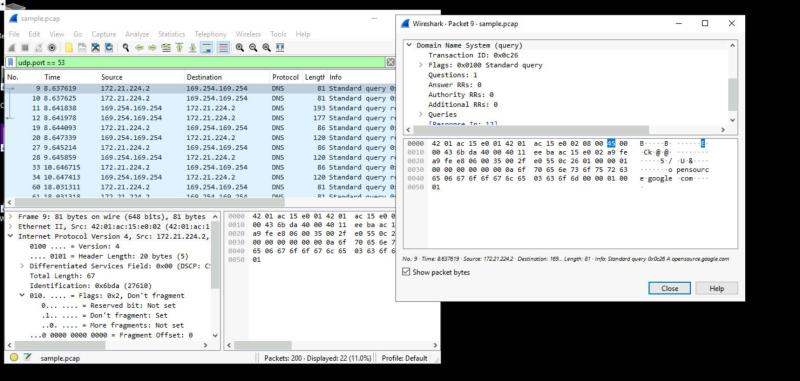 sample.pcap
File Edit View Go Capture Analyze Statistics Telephony Wireless Tools Help
udp.port == 53
No. Time Source Destination Protocol Length Info
9 8.637619 172.21.224.2 169.254.169.254 DNS 81 Standard query
10 8.637625 172.21.224.2 169.254.169.254 DNS 81 Standard query
11 8.641838 169.254.169.254 172.21.224.2 DNS 193 Standard query
12 8.641978 169.254.169.254 172.21.224.2 DNS 177 Standard query
19 8.644093 172.21.224.2 169.254.169.254 DNS 86 Standard query
20 8.647339 169.254.169.254 172.21.224.2 DNS 120 Standard query
27 9.645214 172.21.224.2 169.254.169.254 DNS 86 Standard query
28 9.645859 169.254.169.254 172.21.224.2 DNS 120 Standard query
33 10.646715 172.21.224.2 169.254.169.254 DNS 86 Standard query
34 10.647413 169.254.169.254 172.21.224.2 DNS 120 Standard query
60 18.031311 172.21.224.2 169.254.169.254 DNS 81 Standard query
61 18.031318 172.21.224.2 169.254.169.254 DNS 81 Standard query
Frame 9: 81 bytes on wire (648 bits), 81 bytes
Ethernet II, Src: 42:01:ac:15:e0:02 (42:01:ac:1
Internet Protocol Version 4, Src: 172.21.224.2,
0100 .... = Version: 4
.... 0101 = Header Length: 20 bytes (5)
Differentiated Services Field: 0x00 (DSCP: CS
Total Length: 67
Identification: 0x6bda (27610)
010. .... = Flags: 0x2, Don't fragment
0... .... = Reserved bit: Not set
.1.. .... = Don't fragment: Set
..0. .... = More fragments: Not set
...0 0000 0000 0000 = Fragment Offset: 0
0000 42 01 ac 15 e0 01 42 01 ac 15 e0
0010 00 43 6b da 40 00 40 11 ee ba ac
0020 a9 fe e8 06 00 35 00 2f e0 55 0c
0030 00 00 00 00 00 00 0a 6f 70 65 6e
0040 65 06 67 6f 6f 67 6c 65 03 63 6f
0050 01
sample.pcap
Packets: 200 · Displayed: 22 (11.0%)
Profile: Default
Wireshark · Packet 9 · sample.pcap
Domain Name System (query)
Transaction ID: 0x0c26
Flags: 0x0100 Standard query
Questions: 1
Answer RRs: 0
Authority RRs: 0
Additional RRs: 0
Queries
[Response In: 12]
0000 42 01 ac 15 e0 01 42 01 ac 15 e0 02 08 00 45 00 B·····B· ······E·
0010 00 43 6b da 40 00 40 11 ee ba ac 15 e0 02 a9 fe ·Ck·@·@· ········
0020 a9 fe e8 06 00 35 00 2f e0 55 0c 26 01 00 00 01 ·····5·/ ·U·&····
0030 00 00 00 00 00 00 0a 6f 70 65 6e 73 6f 75 72 63 ·······o pensourc
0040 65 06 67 6f 6f 67 6c 65 03 63 6f 6d 00 00 01 00 e·google ·com····
0050 01 ·
No.: 9 · Time: 8.637619 · Source: 172.21.224.2 · Destination: 169... Length: 81 · Info: Standard query 0x0c26 A opensource.google.com
Show packet bytes
Close
Help